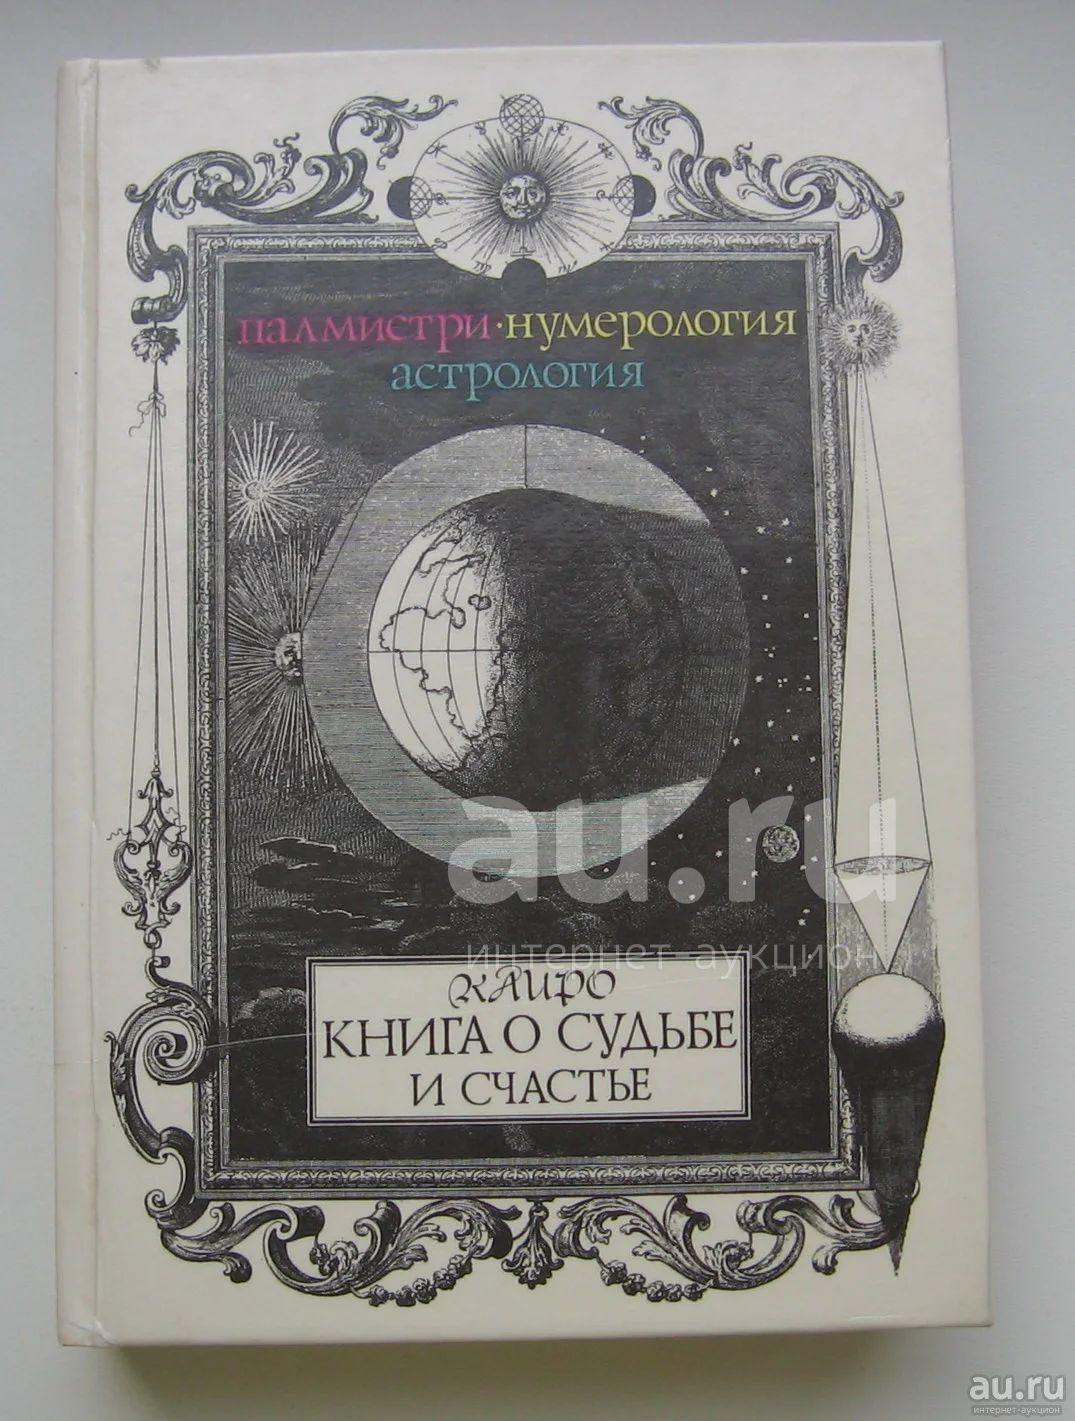 палмистри·нумерология
астрология
au.ru
интернет-аукцион
КАИРО
КНИГА О СУДЬБЕ
И СЧАСТЬЕ
au.ru
интернет-аукцион